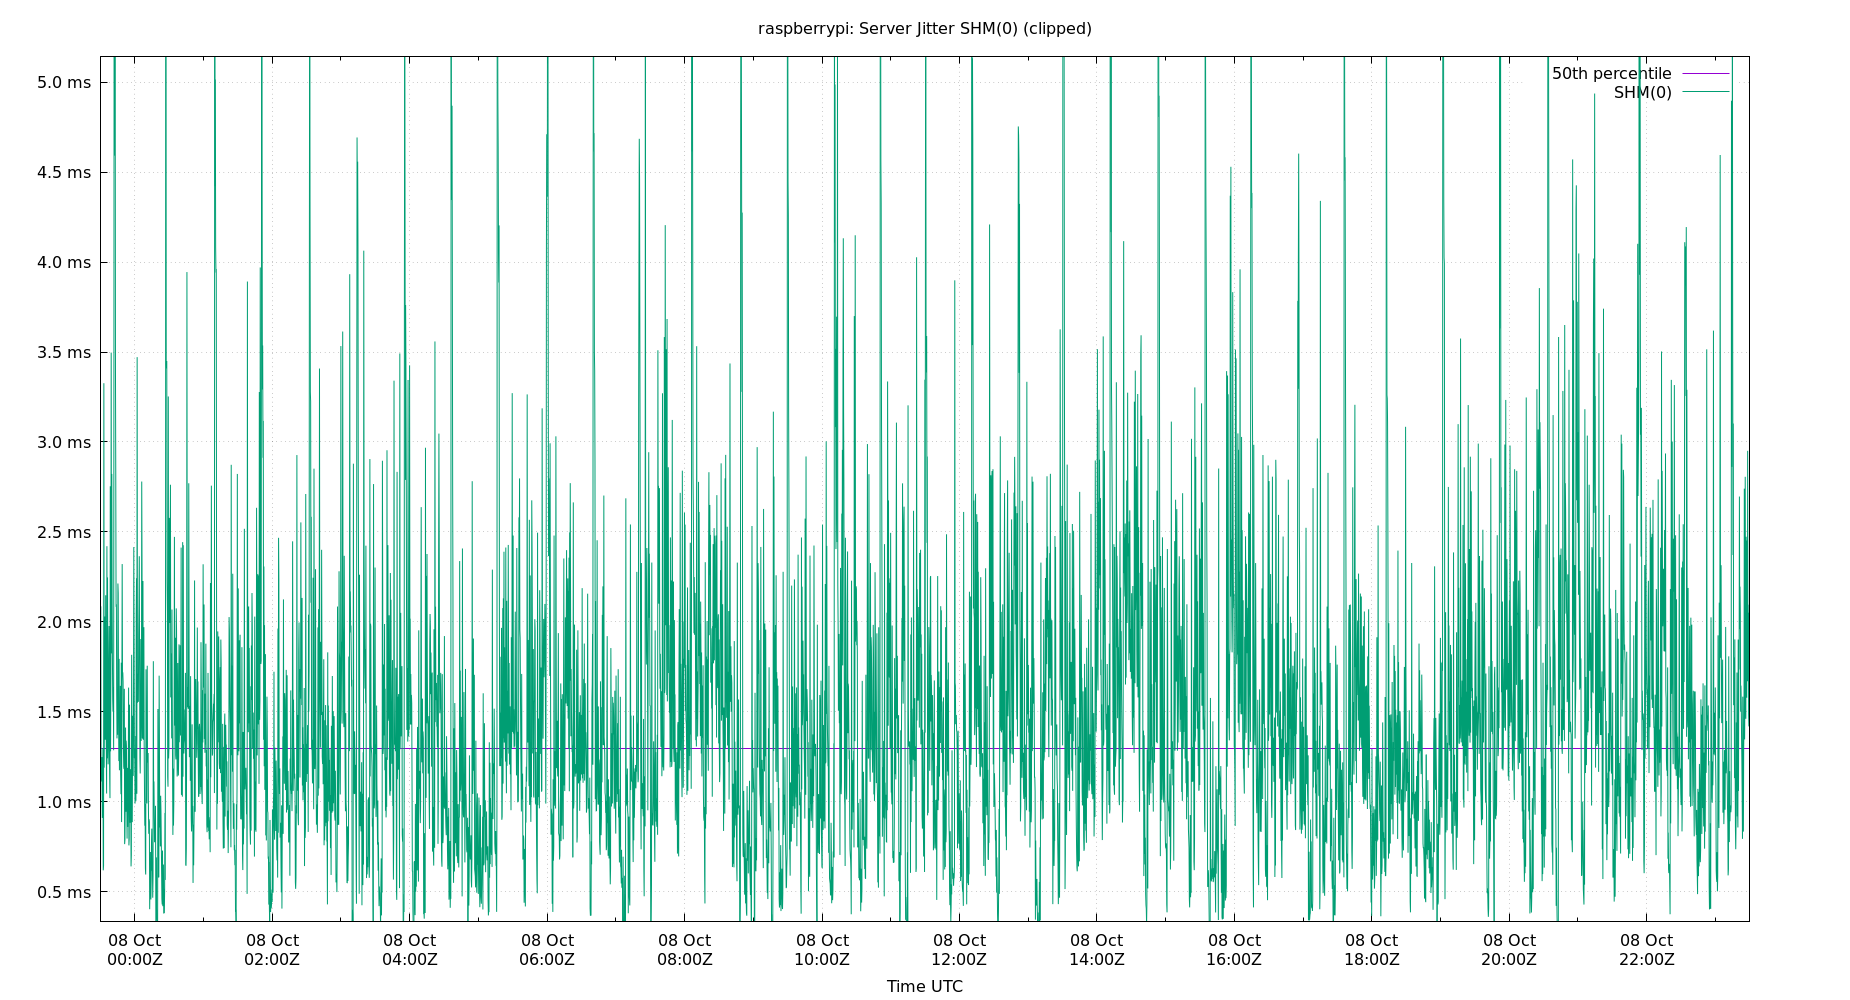 raspberrypi: Server Jitter SHM(0) (clipped)
50th percentile
SHM(0)
5.0 ms
4.5 ms
4.0 ms
3.5 ms
3.0 ms
2.5 ms
2.0 ms
1.5 ms
1.0 ms
0.5 ms
08 Oct 08 Oct 08 Oct 08 Oct 08 Oct 08 Oct 08 Oct 08 Oct 08 Oct 08 Oct 08 Oct 08 Oct
00:00Z 02:00Z 04:00Z 06:00Z 08:00Z 10:00Z 12:00Z 14:00Z 16:00Z 18:00Z 20:00Z 22:00Z
Time UTC